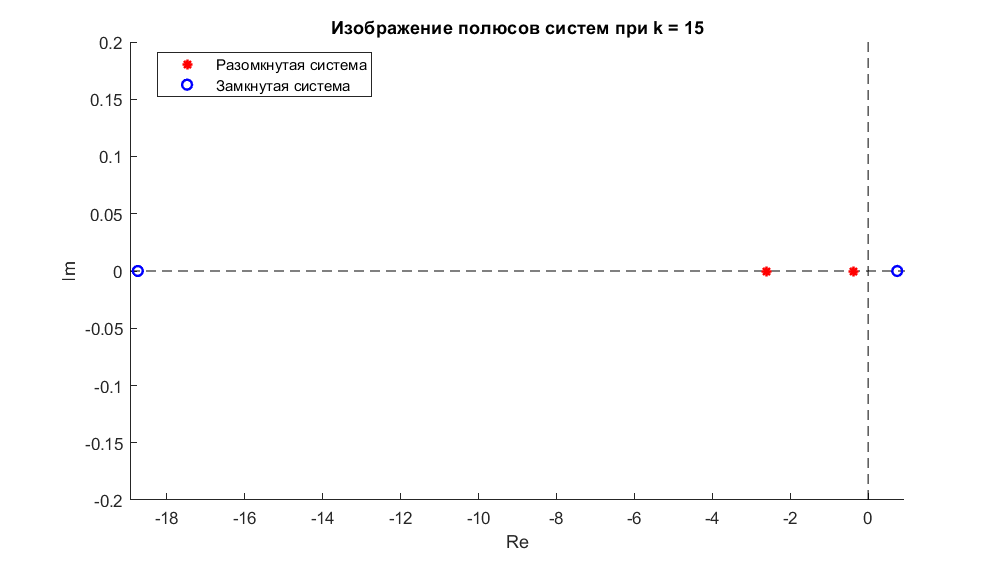 Изображение полюсов систем при k = 15
Разомкнутая система
Замкнутая система
0.2
0.15
0.1
0.05
0
-0.05
-0.1
-0.15
-0.2
Im
-18 -16 -14 -12 -10 -8 -6 -4 -2 0
Re